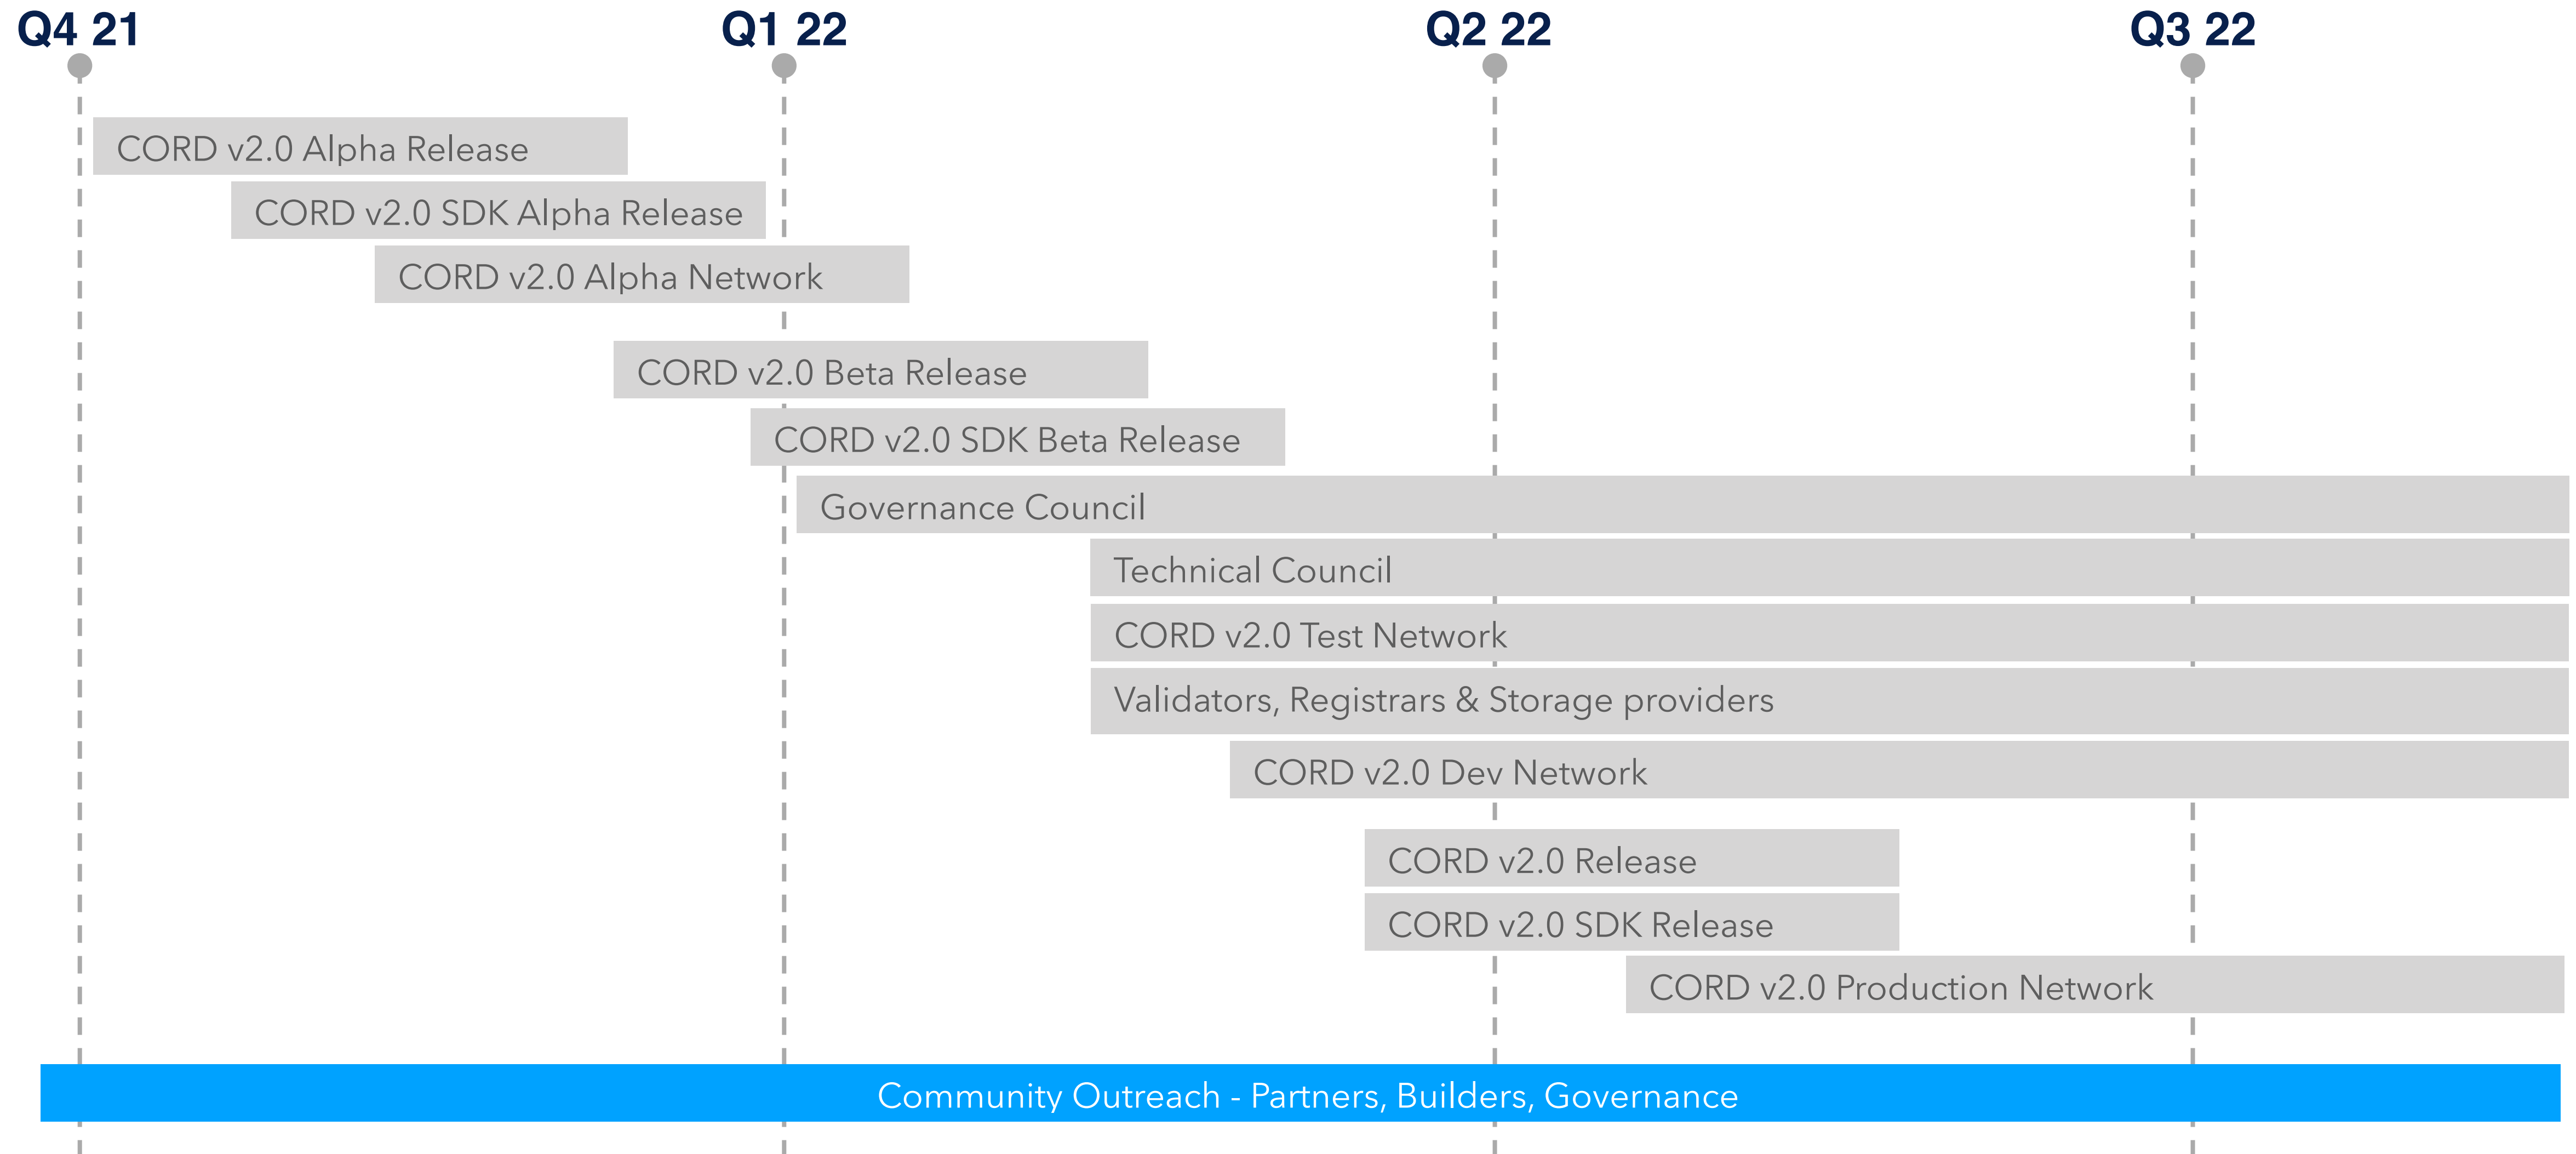 Q4 21
Q1 22
Q2 22
Q3 22
CORD v2.0 Alpha Release
CORD v2.0 SDK Alpha Release
CORD v2.0 Alpha Network
CORD v2.0 Beta Release
CORD v2.0 SDK Beta Release
Governance Council
Technical Council
CORD v2.0 Test Network
Validators, Registrars & Storage providers
CORD v2.0 Dev Network
CORD v2.0 Release
CORD v2.0 SDK Release
CORD v2.0 Production Network
Community Outreach - Partners, Builders, Governance